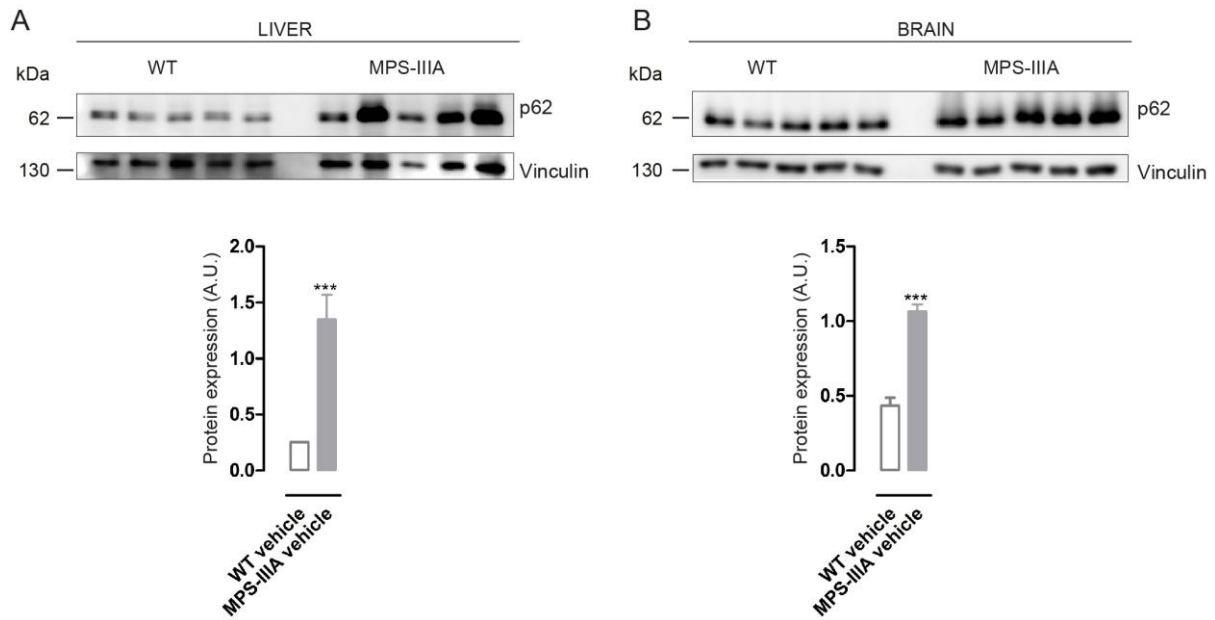 A
LIVER
kDa
WT
MPS-IIIA
62
p62
130
Vinculin
2.0
1.5
1.0
0.5
0.0
Protein expression (A.U.)
***
WT vehicle
MPS-IIIA vehicle
B
BRAIN
kDa
WT
MPS-IIIA
62
p62
130
Vinculin
1.5
1.0
0.5
0.0
Protein expression (A.U.)
***
WT vehicle
MPS-IIIA vehicle